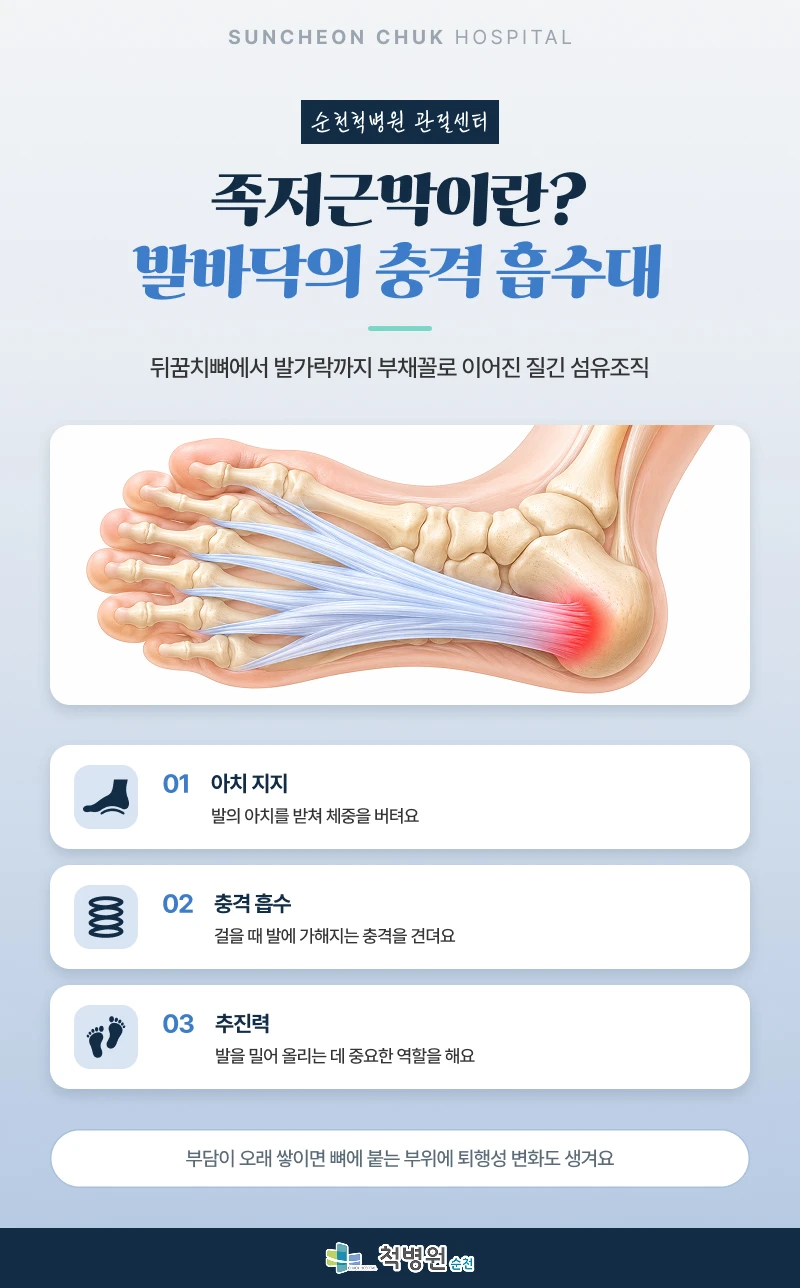 SUNCHEON CHUK HOSPITAL
순천척병원 관절센터
족저근막이란?
발바닥의 충격 흡수대
뒤꿈치뼈에서 발가락까지 부채꼴로 이어진 질긴 섬유조직
01 아치 지지
발의 아치를 받쳐 체중을 버텨요
02 충격 흡수
걸을 때 발에 가해지는 충격을 견뎌요
03 추진력
발을 밀어 올리는 데 중요한 역할을 해요
부담이 오래 쌓이면 뼈에 붙는 부위에 퇴행성 변화도 생겨요
척병원 순천